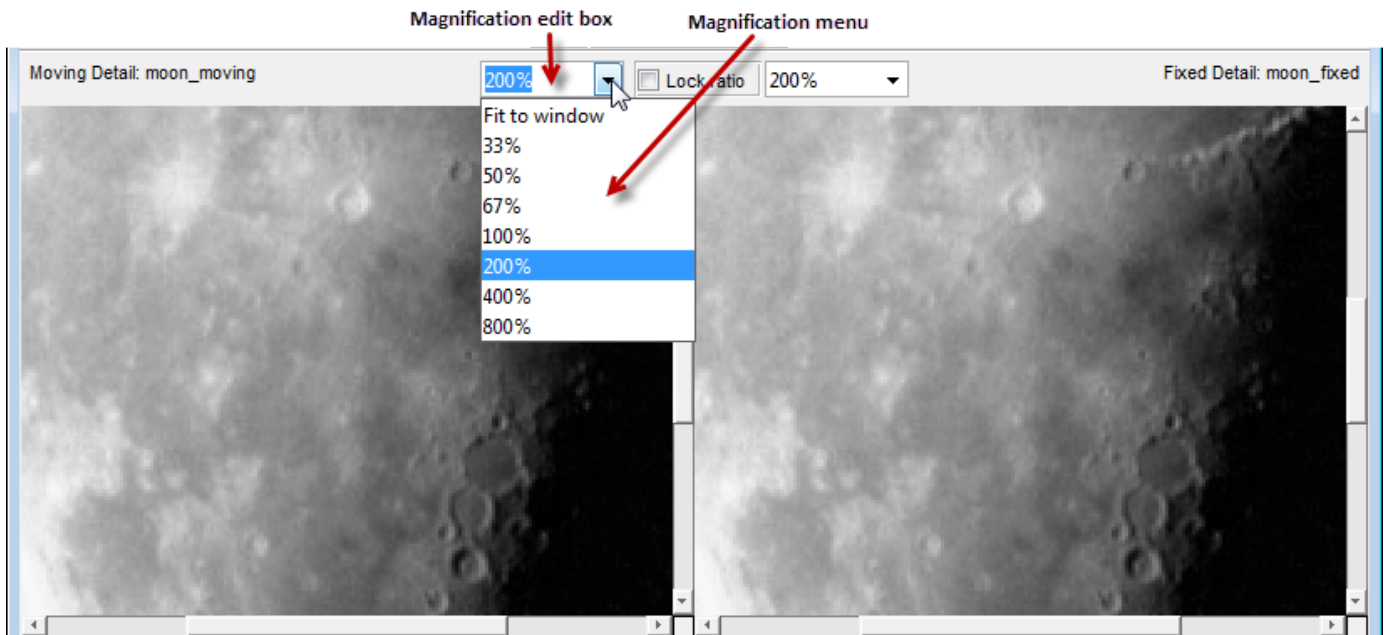 Magnification edit box
Magnification menu
Moving Detail: moon_moving
200%
Lock ratio
200%
Fixed Detail: moon_fixed
Fit to window
33%
50%
67%
100%
200%
400%
800%